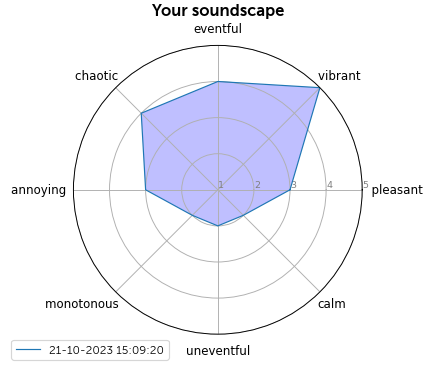 Your soundscape
eventful
chaotic
vibrant
annoying
1
2
3
4
5
pleasant
monotonous
calm
uneventful
21-10-2023 15:09:20